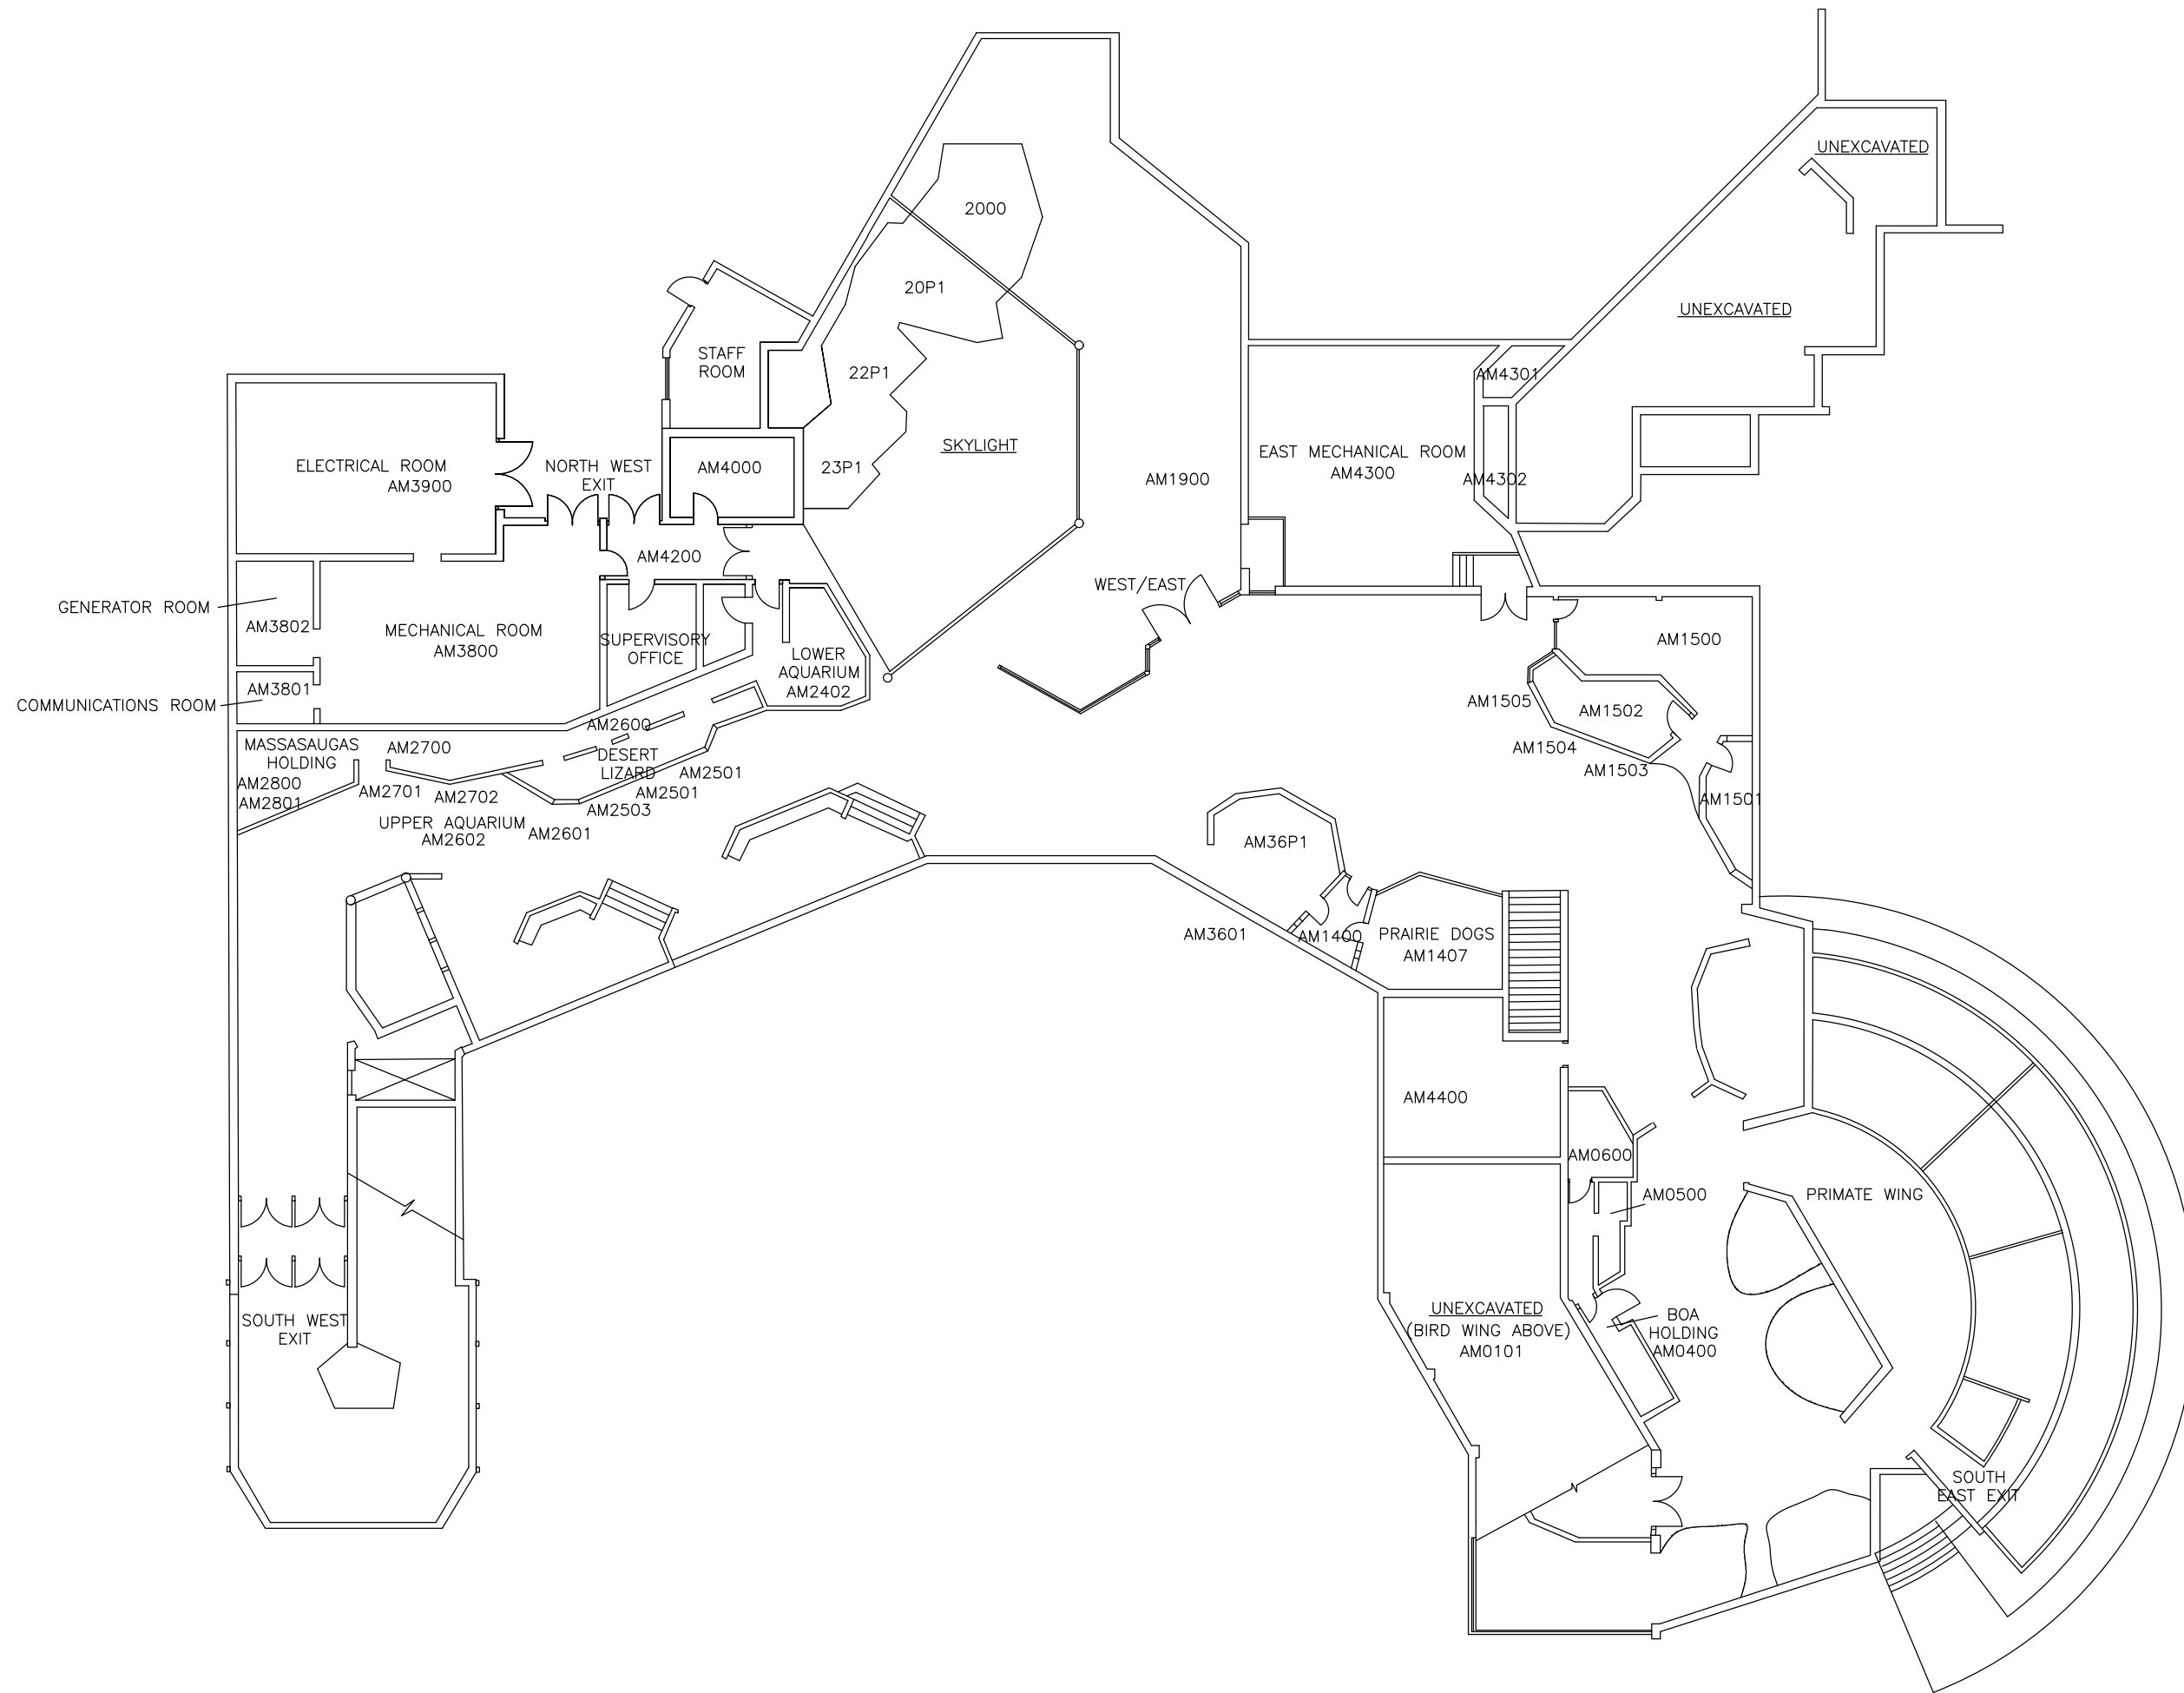 UNEXCAVATED
2000
20P1
UNEXCAVATED
STAFF
ROOM
22P1
AM4301
SKYLIGHT
ELECTRICAL ROOM
AM3900
NORTH WEST
EXIT
AM4000
23P1
AM1900
EAST MECHANICAL ROOM
AM4300
AM4302
AM4200
WEST/EAST
GENERATOR ROOM
AM3802
MECHANICAL ROOM
AM3800
SUPERVISORY
OFFICE
LOWER
AQUARIUM
AM2402
AM1500
COMMUNICATIONS ROOM
AM3801
AM1505
AM1502
AM2600
MASSASAUGAS
HOLDING
AM2700
DESERT
LIZARD
AM2501
AM1504
AM1503
AM2800
AM2801
AM2701
AM2702
AM2501
AM2503
AM1501
UPPER AQUARIUM
AM2602
AM2601
AM36P1
AM3601
AM1400
PRAIRIE DOGS
AM1407
AM4400
AM0600
AM0500
PRIMATE WING
SOUTH WEST
EXIT
UNEXCAVATED
(BIRD WING ABOVE)
AM0101
BOA
HOLDING
AM0400
SOUTH
EAST EXIT